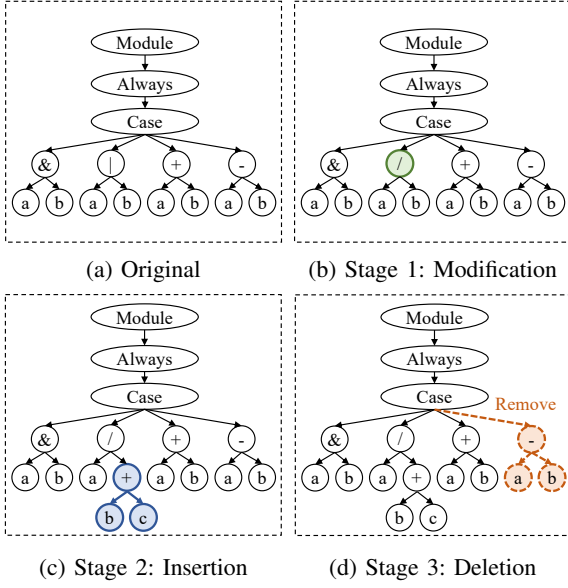 Module
Always
Case
& | + -
a b a b a b a b
(a) Original
Module
Always
Case
& / + -
a b a b a b a b
(b) Stage 1: Modification
Module
Always
Case
& / + -
a b a + a b a b
b c
(c) Stage 2: Insertion
Module
Always
Case
Remove
& / + -
a b a + a b a b
b c
(d) Stage 3: Deletion